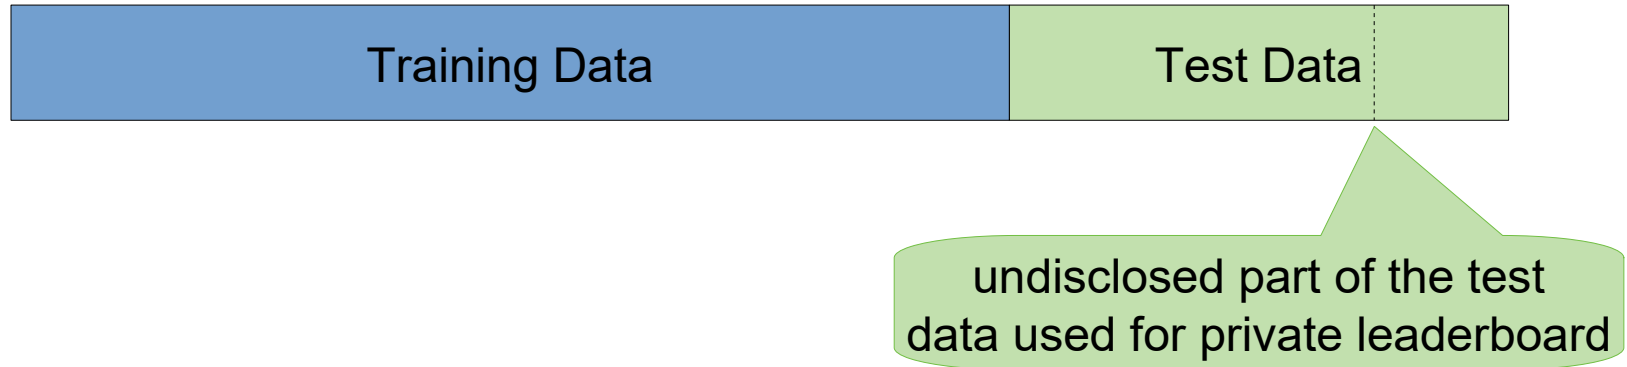 Training Data
Test Data
undisclosed part of the test
data used for private leaderboard